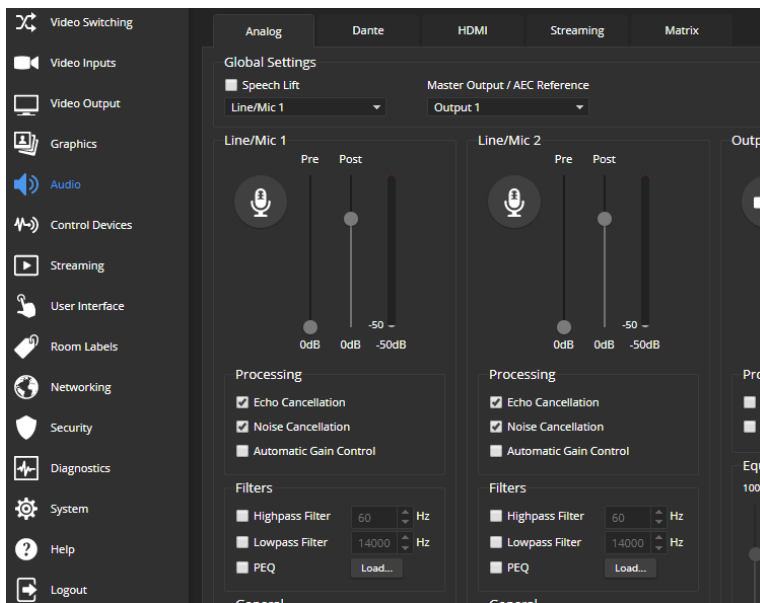 Video Switching
Video Inputs
Video Output
Graphics
Audio
Control Devices
Streaming
User Interface
Room Labels
Networking
Security
Diagnostics
System
Help
Logout
Analog Dante HDMI Streaming Matrix
Global Settings
Speech Lift Master Output / AEC Reference
Line/Mic 1 Output 1
Line/Mic 1
Pre Post
-50
0dB 0dB -50dB
Processing
Echo Cancellation
Noise Cancellation
Automatic Gain Control
Filters
Highpass Filter 60 Hz
Lowpass Filter 14000 Hz
PEQ Load...
Line/Mic 2
Pre Post
-50
0dB 0dB -50dB
Processing
Echo Cancellation
Noise Cancellation
Automatic Gain Control
Filters
Highpass Filter 60 Hz
Lowpass Filter 14000 Hz
PEQ Load...
Outp
Pro
Equ
100